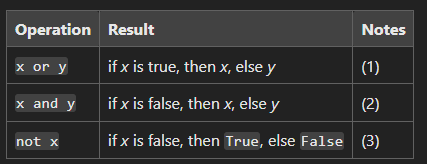 Operation Result Notes
x or y if x is true, then x, else y (1)
x and y if x is false, then x, else y (2)
not x if x is false, then True, else False (3)